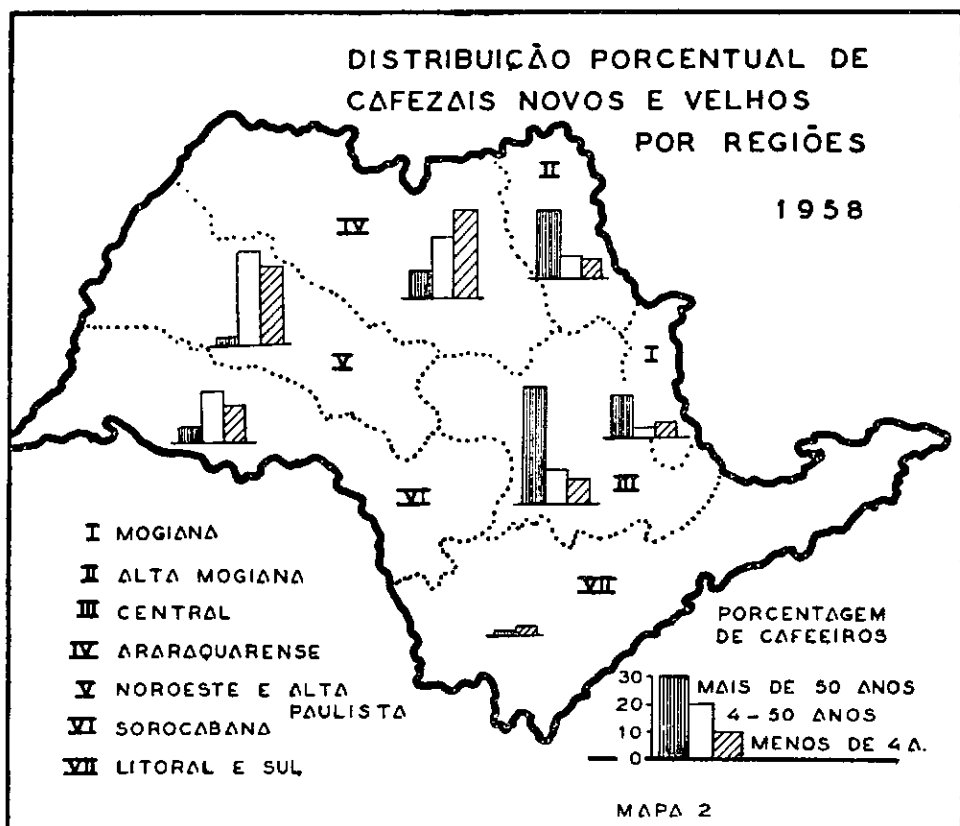 DISTRIBUIÇÃO PORCENTUAL DE
CAFEZAIS NOVOS E VELHOS
POR REGIÕES
1958
II
IV
I
V
VI
III
VII
I MOGIANA
II ALTA MOGIANA
III CENTRAL
IV ARARAQUARENSE
V NOROESTE E ALTA
PAULISTA
VI SOROCABANA
VII LITORAL E SUL
PORCENTAGEM
DE CAFEEIROS
30
20
10
0
MAIS DE 50 ANOS
4 - 50 ANOS
MENOS DE 4 A.
MAPA 2